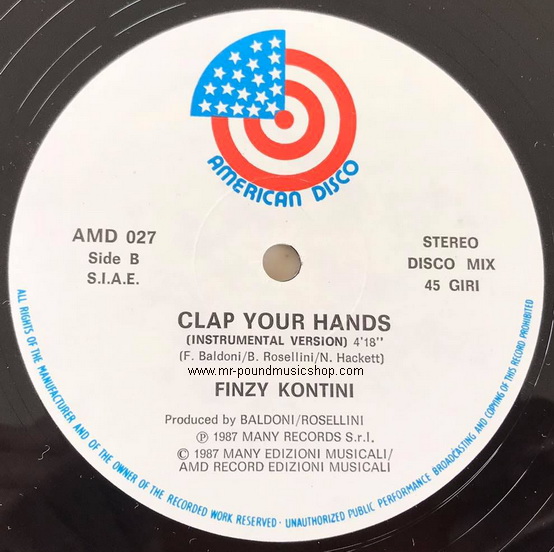 AMERICAN DISCO
AMD 027
Side B
S.I.A.E.
STEREO
DISCO MIX
45 GIRI
CLAP YOUR HANDS
(INSTRUMENTAL VERSION) 4'18"
(F. Baldoni/B. Rosellini/N. Hackett)
www.mr-poundmusicshop.com
FINZY KONTINI
Produced by BALDONI/ROSELLINI
℗ 1987 MANY RECORDS S.r.l.
© 1987 MANY EDIZIONI MUSICALI/
AMD RECORD EDIZIONI MUSICALI
ALL RIGHTS OF THE MANUFACTURER AND OF THE OWNER OF THE RECORDED WORK RESERVED · UNAUTHORIZED PUBLIC PERFORMANCE BROADCASTING AND COPYING OF THIS RECORD PROHIBITED